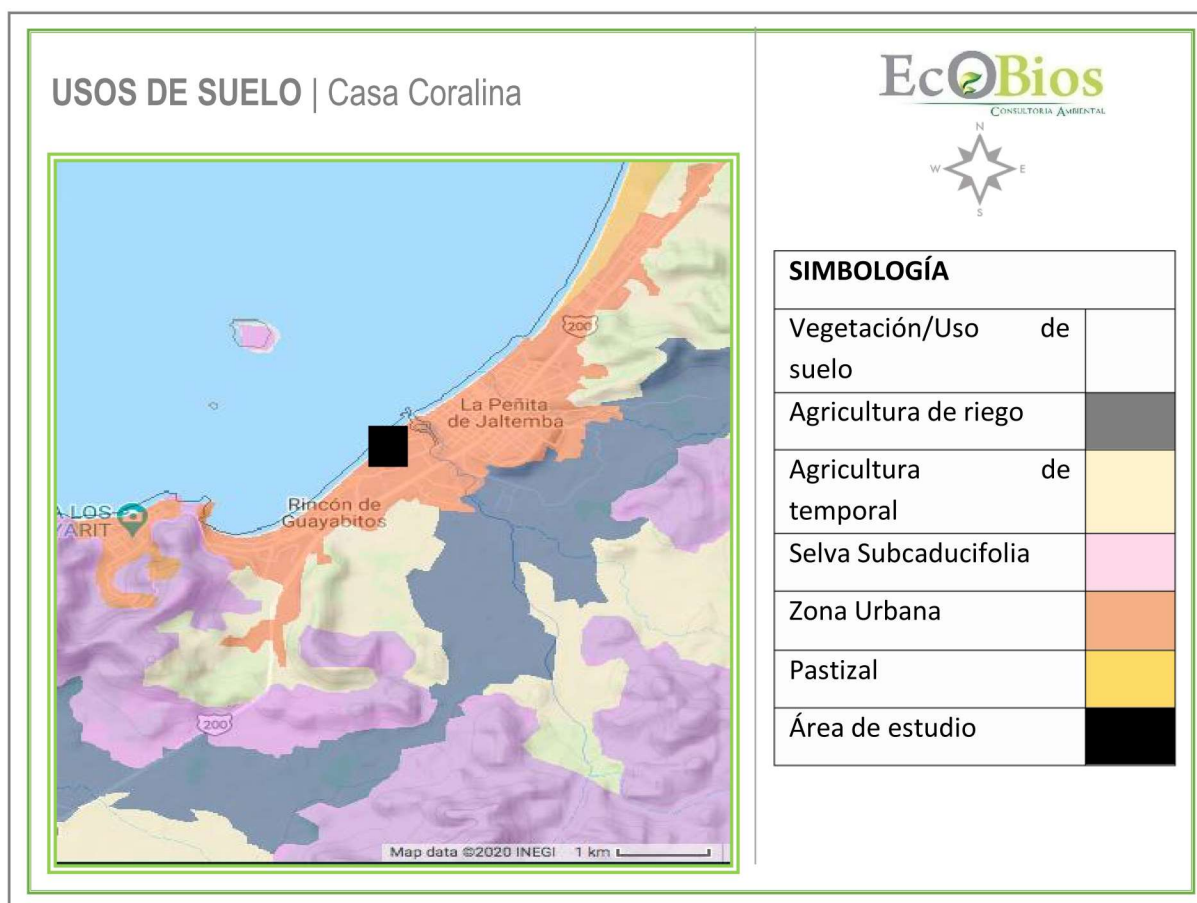 USOS DE SUELO | Casa Coralina
EcOBios
CONSULTORIA AMBIENTAL
N
W E
S
200
La Peñita
de Jaltemba
Rincón de
Guayabitos
A LOS
YARIT
200
Map data ©2020 INEGI 1 km
SIMBOLOGÍA
Vegetación/Uso de
suelo
Agricultura de riego
Agricultura de
temporal
Selva Subcaducifolia
Zona Urbana
Pastizal
Área de estudio